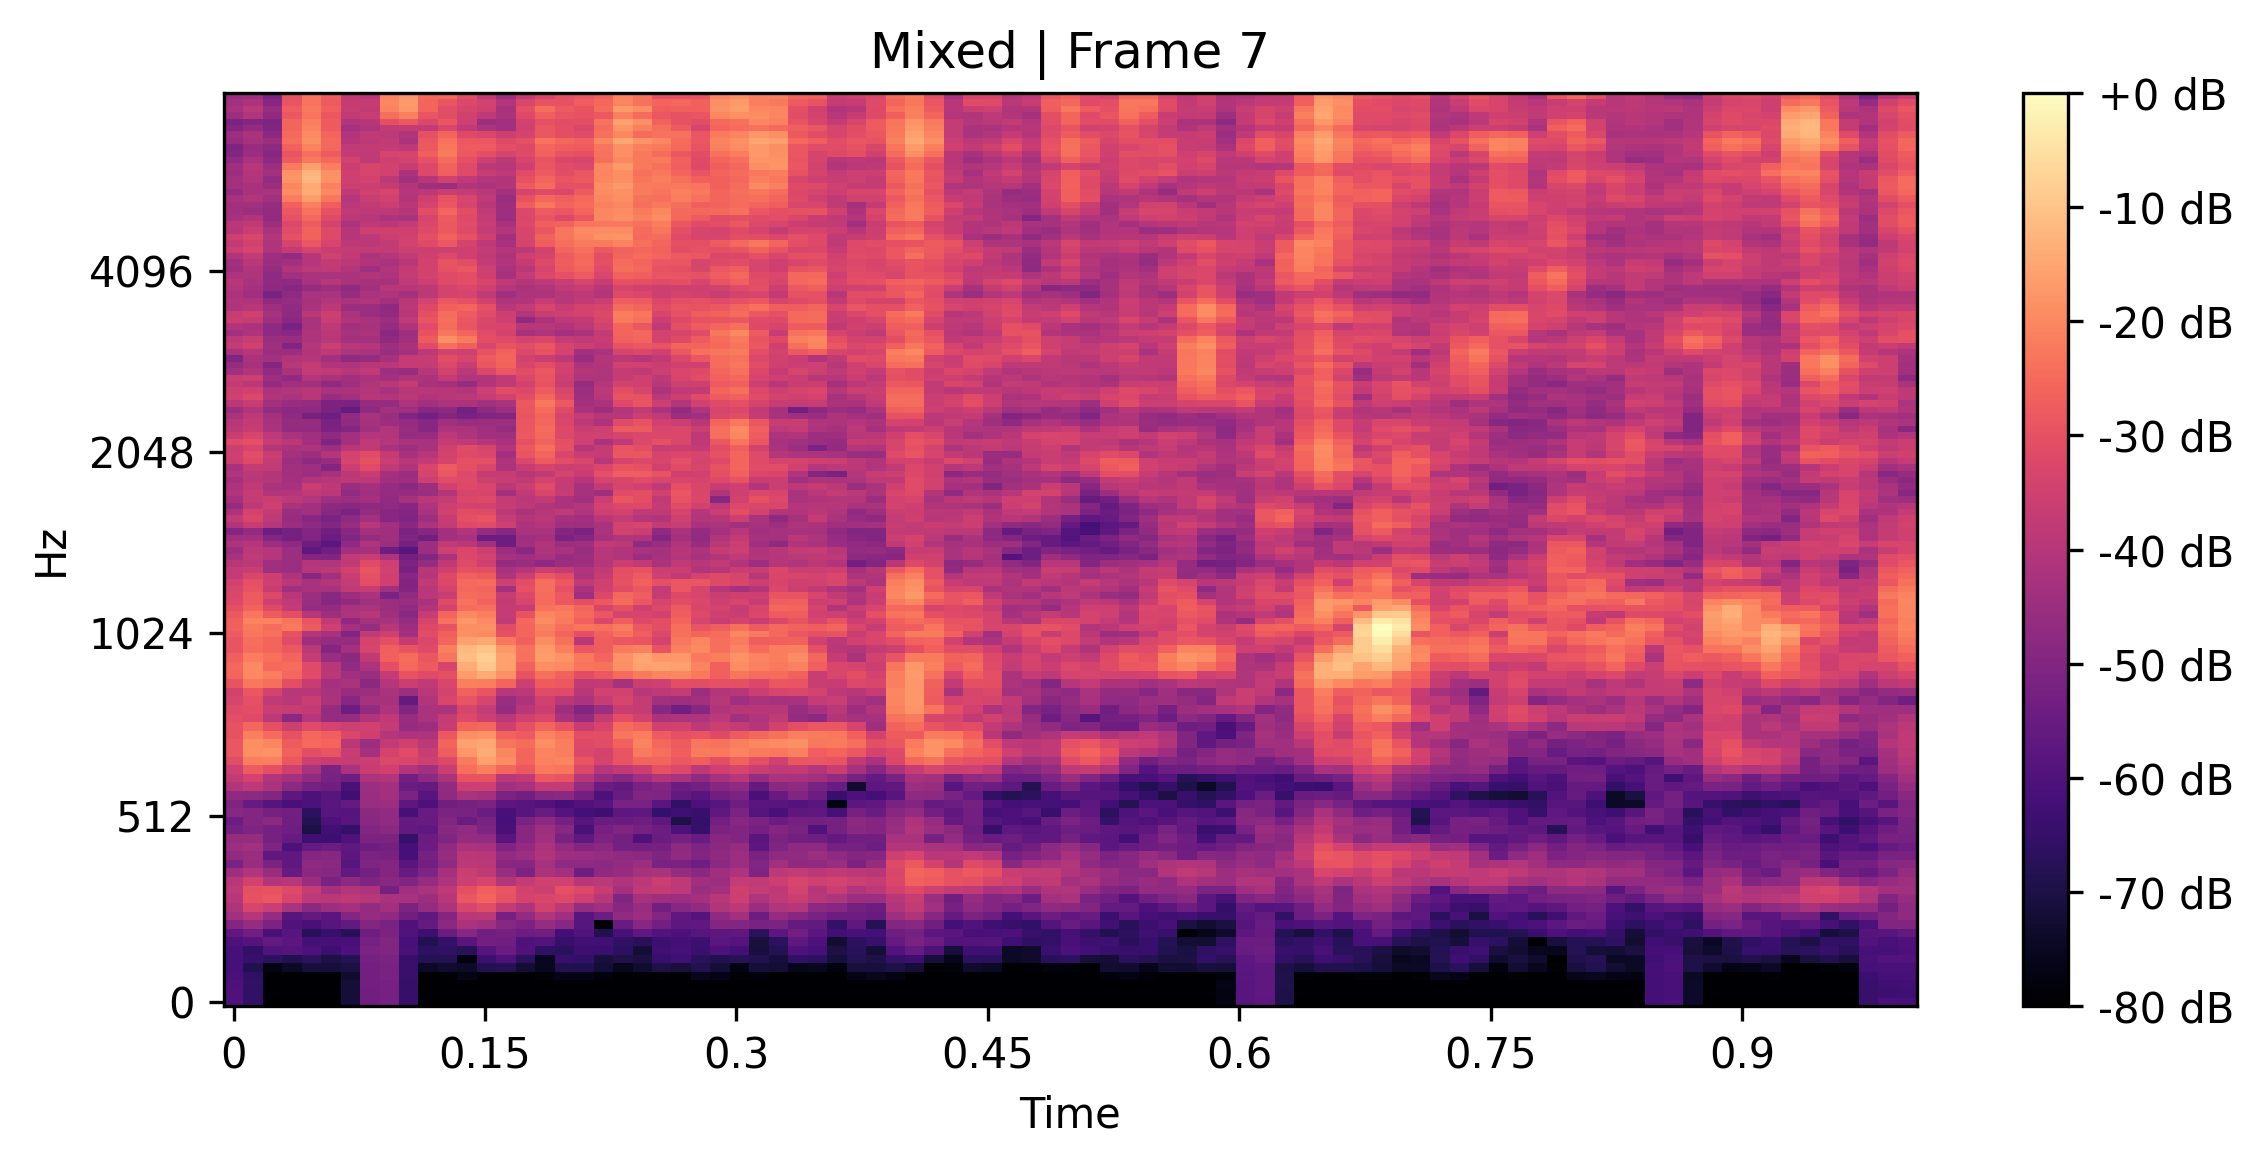 Mixed | Frame 7
+0 dB
-10 dB
-20 dB
-30 dB
-40 dB
-50 dB
-60 dB
-70 dB
-80 dB
Hz
4096
2048
1024
512
0
0 0.15 0.3 0.45 0.6 0.75 0.9
Time